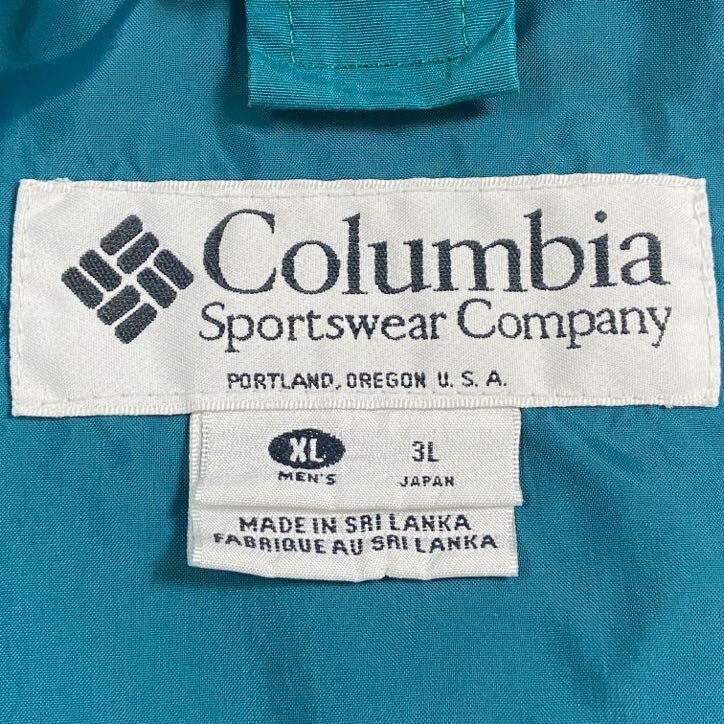 Columbia
Sportswear Company
PORTLAND, OREGON U.S.A.
XL 3L
MEN'S JAPAN
MADE IN SRI LANKA
FABRIQUE AU SRI LANKA